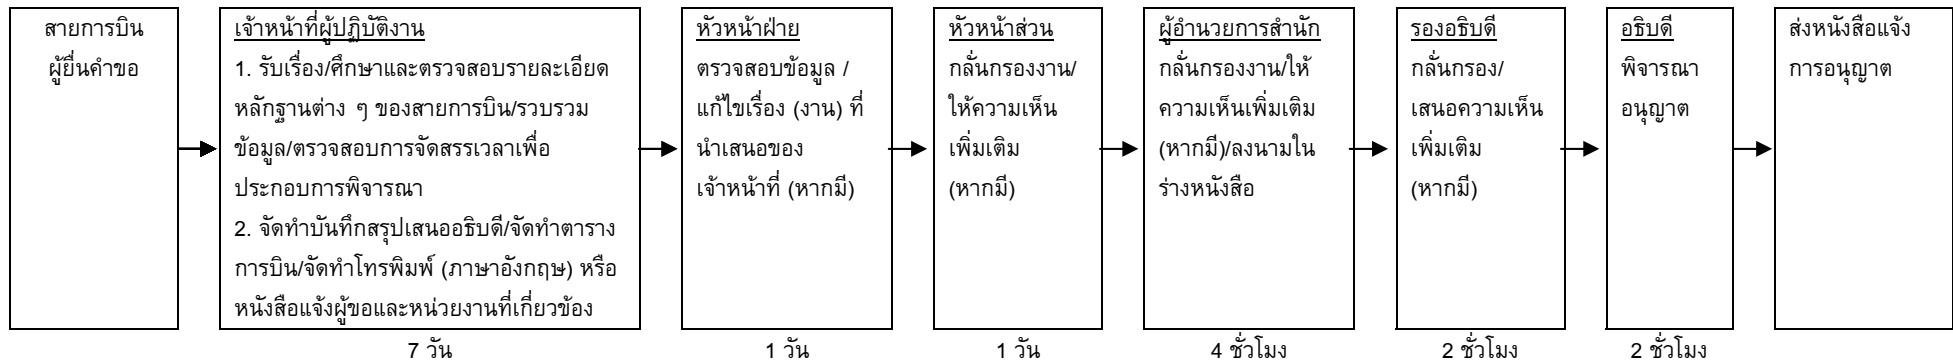 สายการบิน
ผู้ยื่นคำขอ
เจ้าหน้าที่ผู้ปฏิบัติงาน
1. รับเรื่อง/ศึกษาและตรวจสอบรายละเอียด
หลักฐานต่าง ๆ ของสายการบิน/รวบรวม
ข้อมูล/ตรวจสอบการจัดสรรเวลาเพื่อ
ประกอบการพิจารณา
2. จัดทำบันทึกสรุปเสนออธิบดี/จัดทำตาราง
การบิน/จัดทำโทรพิมพ์ (ภาษาอังกฤษ) หรือ
หนังสือแจ้งผู้ขอและหน่วยงานที่เกี่ยวข้อง
7 วัน
หัวหน้าฝ่าย
ตรวจสอบข้อมูล /
แก้ไขเรื่อง (งาน) ที่
นำเสนอของ
เจ้าหน้าที่ (หากมี)
1 วัน
หัวหน้าส่วน
กลั่นกรองงาน/
ให้ความเห็น
เพิ่มเติม
(หากมี)
1 วัน
ผู้อำนวยการสำนัก
กลั่นกรองงาน/ให้
ความเห็นเพิ่มเติม
(หากมี)/ลงนามใน
ร่างหนังสือ
4 ชั่วโมง
รองอธิบดี
กลั่นกรอง/
เสนอความเห็น
เพิ่มเติม
(หากมี)
2 ชั่วโมง
อธิบดี
พิจารณา
อนุญาต
2 ชั่วโมง
ส่งหนังสือแจ้ง
การอนุญาต